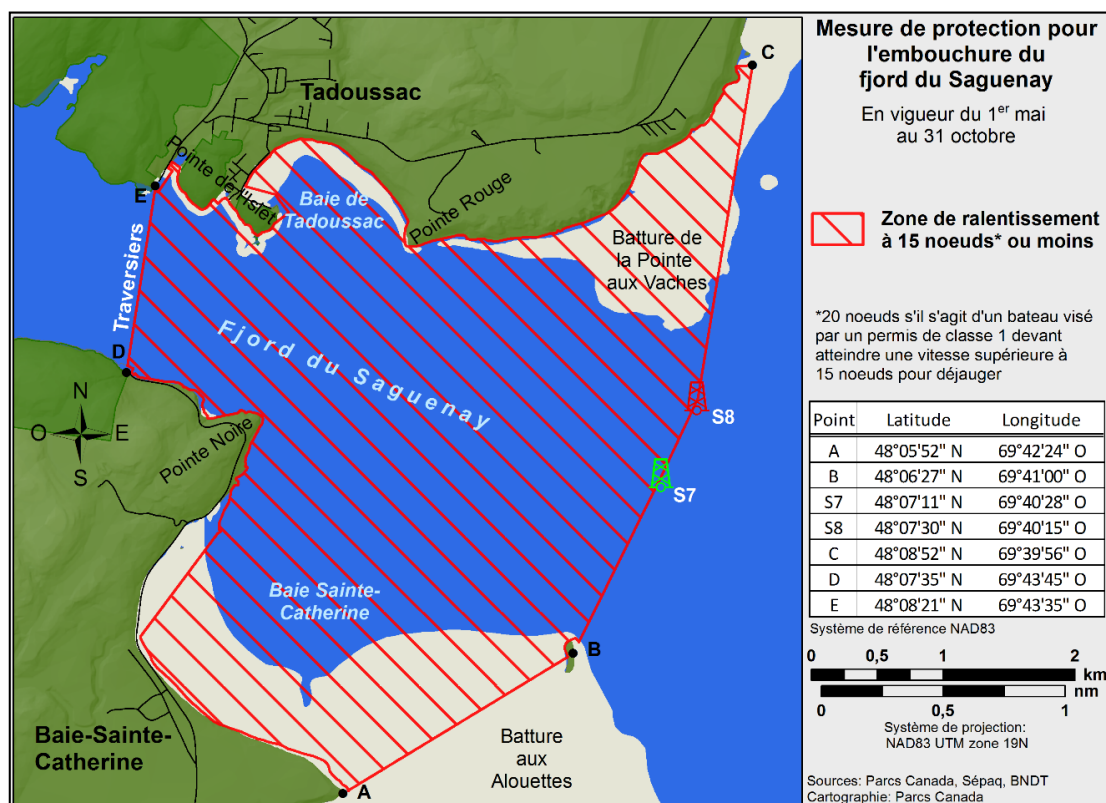 Mesure de protection pour
l'embouchure du
fjord du Saguenay
En vigueur du 1er mai
au 31 octobre
Zone de ralentissement
à 15 noeuds* ou moins
*20 noeuds s'il s'agit d'un bateau visé
par un permis de classe 1 devant
atteindre une vitesse supérieure à
15 noeuds pour déjauger
Point Latitude Longitude
A 48°05'52" N 69°42'24" O
B 48°06'27" N 69°41'00" O
S7 48°07'11" N 69°40'28" O
S8 48°07'30" N 69°40'15" O
C 48°08'52" N 69°39'56" O
D 48°07'35" N 69°43'45" O
E 48°08'21" N 69°43'35" O
Système de référence NAD83
0 0,5 1 2
km
nm
0 0,5 1
Système de projection:
NAD83 UTM zone 19N
Sources: Parcs Canada, Sépaq, BNDT
Cartographie: Parcs Canada
C
Tadoussac
Pointe de l'Islet
E
Baie de
Tadoussac
Pointe Rouge
Batture de
la Pointe
aux Vaches
Traversiers
Fjord du Saguenay
D
N
O E
S
Pointe Noire
S8
S7
Baie Sainte-
Catherine
B
Baie-Sainte-
Catherine
Batture
aux
Alouettes
A